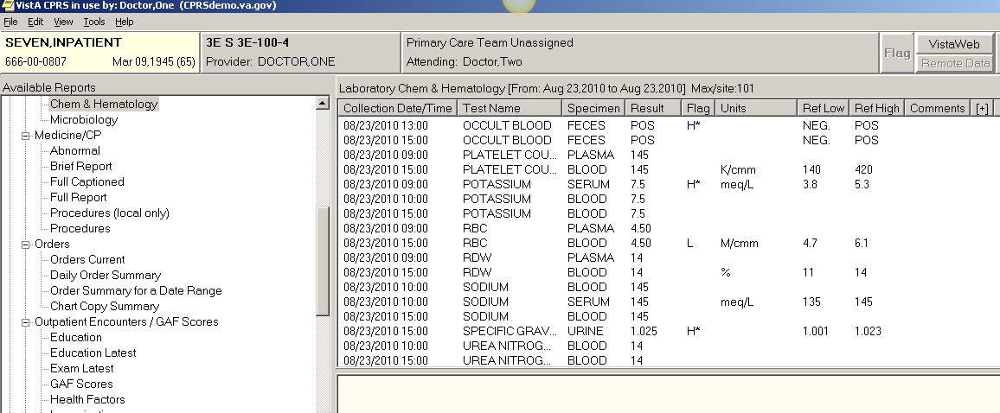 VistA CPRS in use by: Doctor,One (CPRSdemo.va.gov)
File Edit View Tools Help
SEVEN,INPATIENT
666-00-0807 Mar 09,1945 (65)
3E S 3E-100-4
Provider: DOCTOR,ONE
Primary Care Team Unassigned
Attending: Doctor,Two
Flag
VistaWeb
Remote Data
Available Reports
Chem & Hematology
Microbiology
Medicine/CP
Abnormal
Brief Report
Full Captioned
Full Report
Procedures (local only)
Procedures
Orders
Orders Current
Daily Order Summary
Order Summary for a Date Range
Chart Copy Summary
Outpatient Encounters / GAF Scores
Education
Education Latest
Exam Latest
GAF Scores
Health Factors
Laboratory Chem & Hematology [From: Aug 23,2010 to Aug 23,2010] Max/site:101
Collection Date/Time Test Name Specimen Result Flag Units Ref Low Ref High Comments [+]
08/23/2010 13:00 OCCULT BLOOD FECES POS H* NEG. POS
08/23/2010 15:00 OCCULT BLOOD FECES POS NEG. POS
08/23/2010 09:00 PLATELET COU... PLASMA 145
08/23/2010 15:00 PLATELET COU... BLOOD 145 K/cmm 140 420
08/23/2010 09:00 POTASSIUM SERUM 7.5 H* meq/L 3.8 5.3
08/23/2010 10:00 POTASSIUM BLOOD 7.5
08/23/2010 15:00 POTASSIUM BLOOD 7.5
08/23/2010 09:00 RBC PLASMA 4.50
08/23/2010 15:00 RBC BLOOD 4.50 L M/cmm 4.7 6.1
08/23/2010 09:00 RDW PLASMA 14
08/23/2010 15:00 RDW BLOOD 14 % 11 14
08/23/2010 10:00 SODIUM BLOOD 145
08/23/2010 10:00 SODIUM SERUM 145 meq/L 135 145
08/23/2010 15:00 SODIUM BLOOD 145
08/23/2010 15:00 SPECIFIC GRAV... URINE 1.025 H* 1.001 1.023
08/23/2010 10:00 UREA NITROG... BLOOD 14
08/23/2010 15:00 UREA NITROG... BLOOD 14